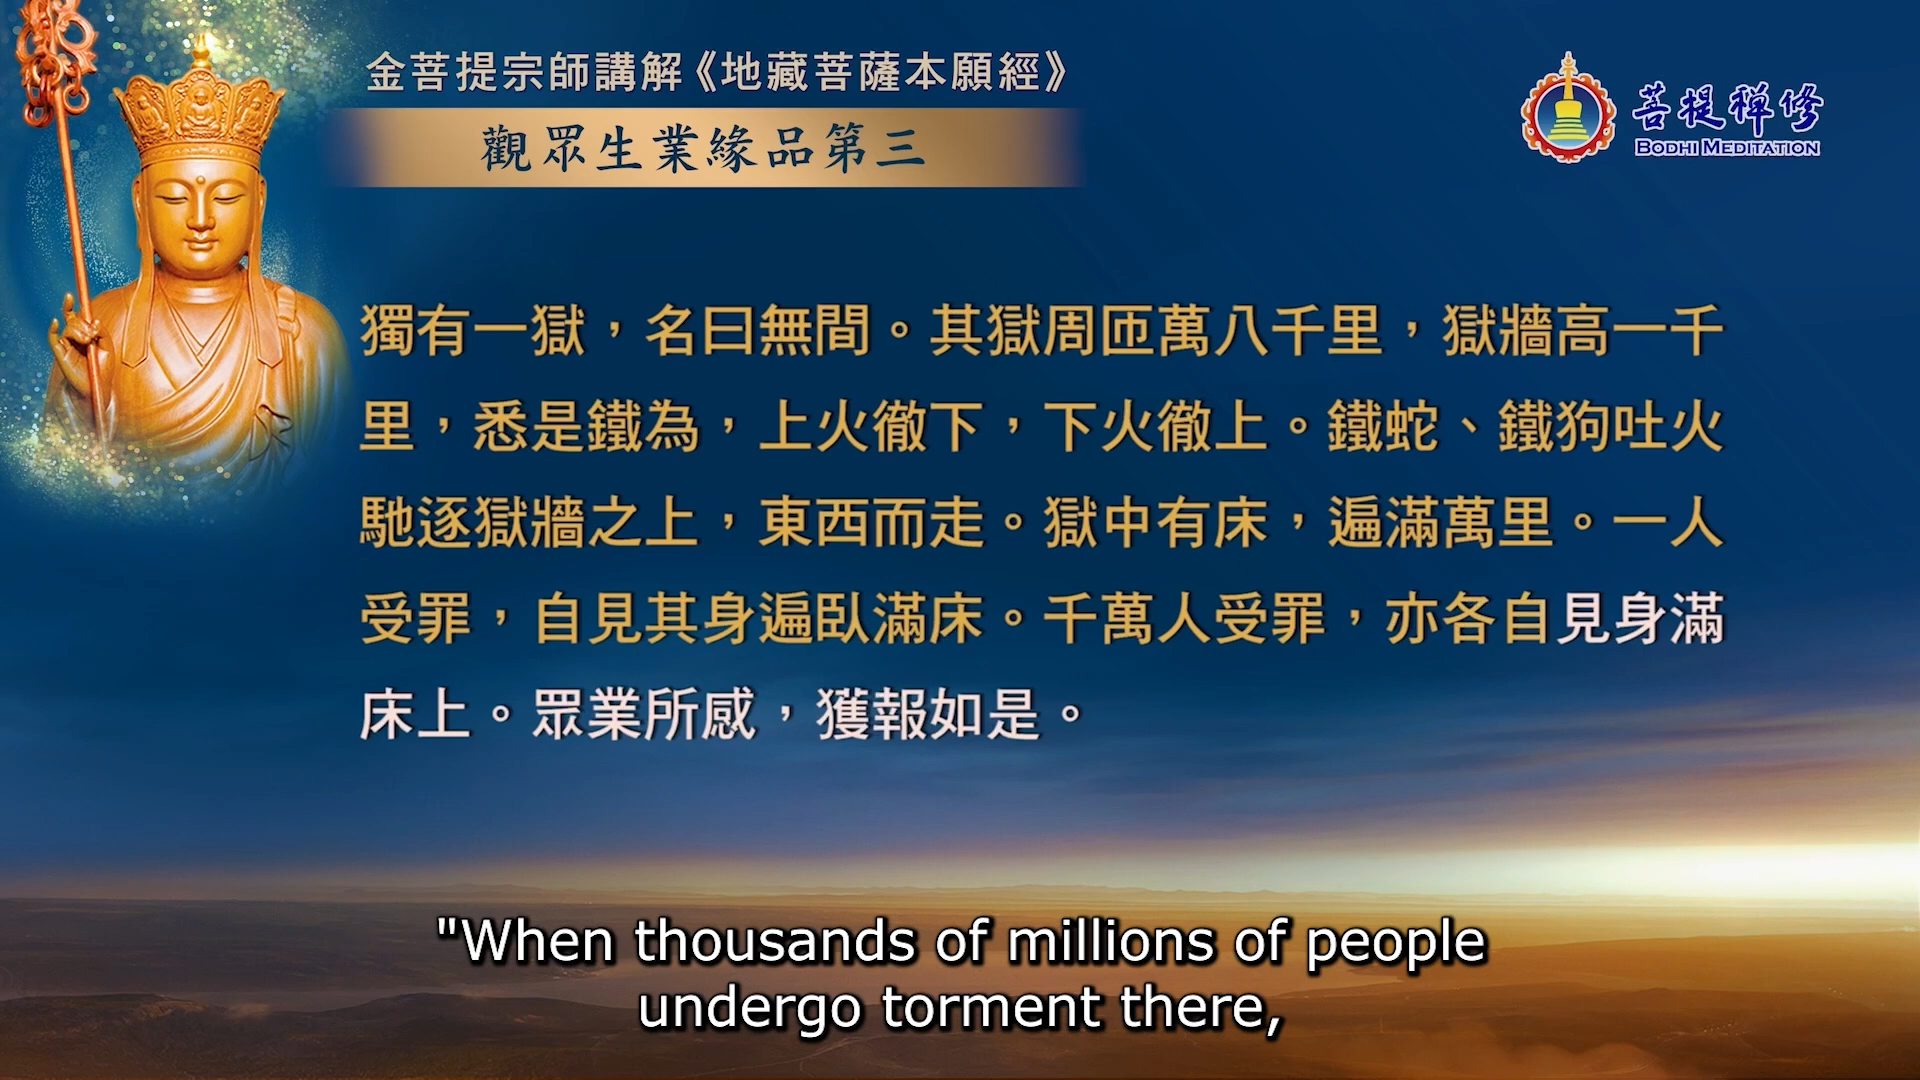 金菩提宗師講解《地藏菩薩本願經》
觀眾生業緣品第三
菩提禪修
BODHI MEDITATION
獨有一獄，名曰無間。其獄周匝萬八千里，獄牆高一千
里，悉是鐵為，上火徹下，下火徹上。鐵蛇、鐵狗吐火
馳逐獄牆之上，東西而走。獄中有床，遍滿萬里。一人
受罪，自見其身遍臥滿床。千萬人受罪，亦各自見身滿
床上。眾業所感，獲報如是。
"When thousands of millions of people
undergo torment there,